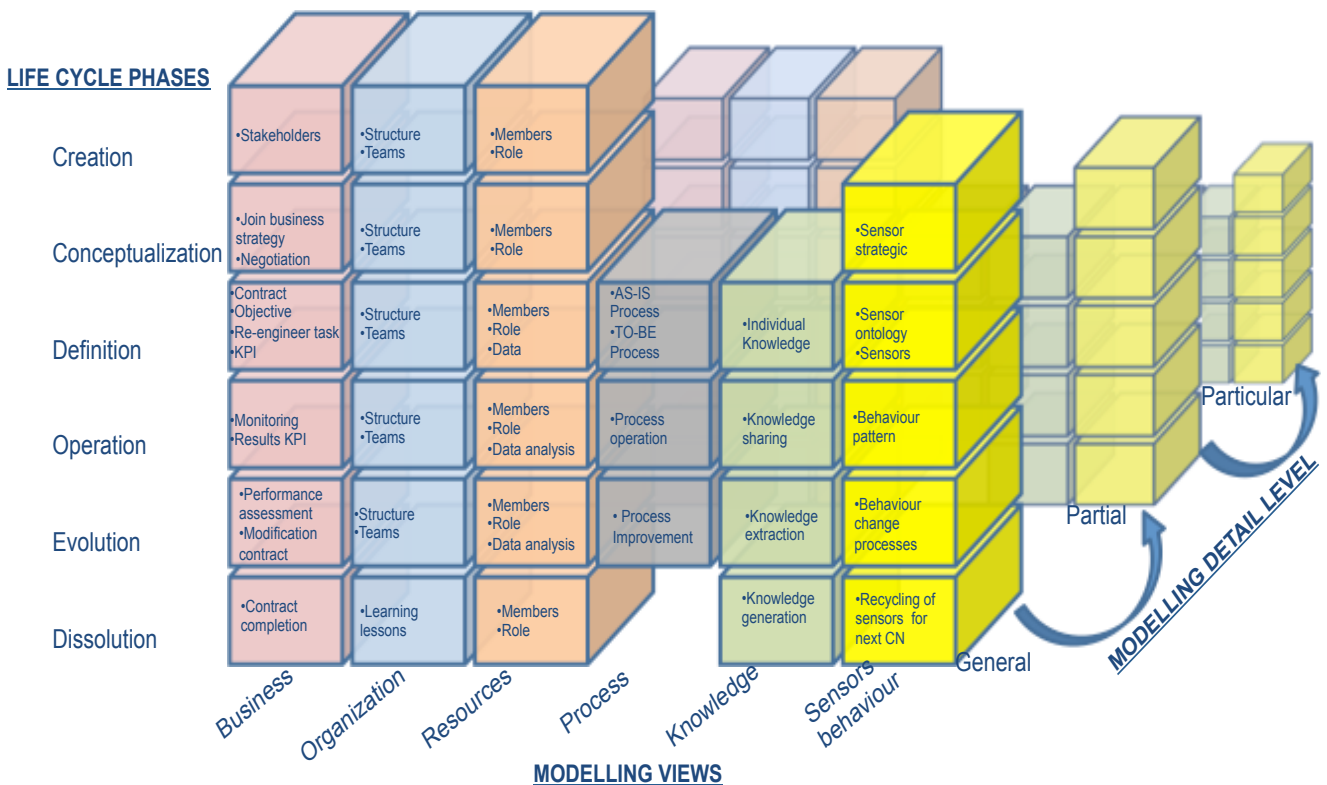 LIFE CYCLE PHASES
Creation
•Stakeholders
•Structure
•Teams
•Members
•Role
Conceptualization
•Join business
strategy
•Negotiation
•Structure
•Teams
•Members
•Role
•Sensor
strategic
Definition
•Contract
•Objective
•Re-engineer task
•KPI
•Structure
•Teams
•Members
•Role
•Data
•AS-IS
Process
•TO-BE
Process
•Individual
Knowledge
•Sensor
ontology
•Sensors
Operation
•Monitoring
•Results KPI
•Structure
•Teams
•Members
•Role
•Data analysis
•Process
operation
•Knowledge
sharing
•Behaviour
pattern
Evolution
•Performance
assessment
•Modification
contract
•Structure
•Teams
•Members
•Role
•Data analysis
• Process
Improvement
•Knowledge
extraction
•Behaviour
change
processes
Dissolution
•Contract
completion
•Learning
lessons
•Members
•Role
•Knowledge
generation
•Recycling of
sensors for
next CN
General
Partial
Particular
MODELLING DETAIL LEVEL
Business
Organization
Resources
Process
Knowledge
Sensors
behaviour
MODELLING VIEWS